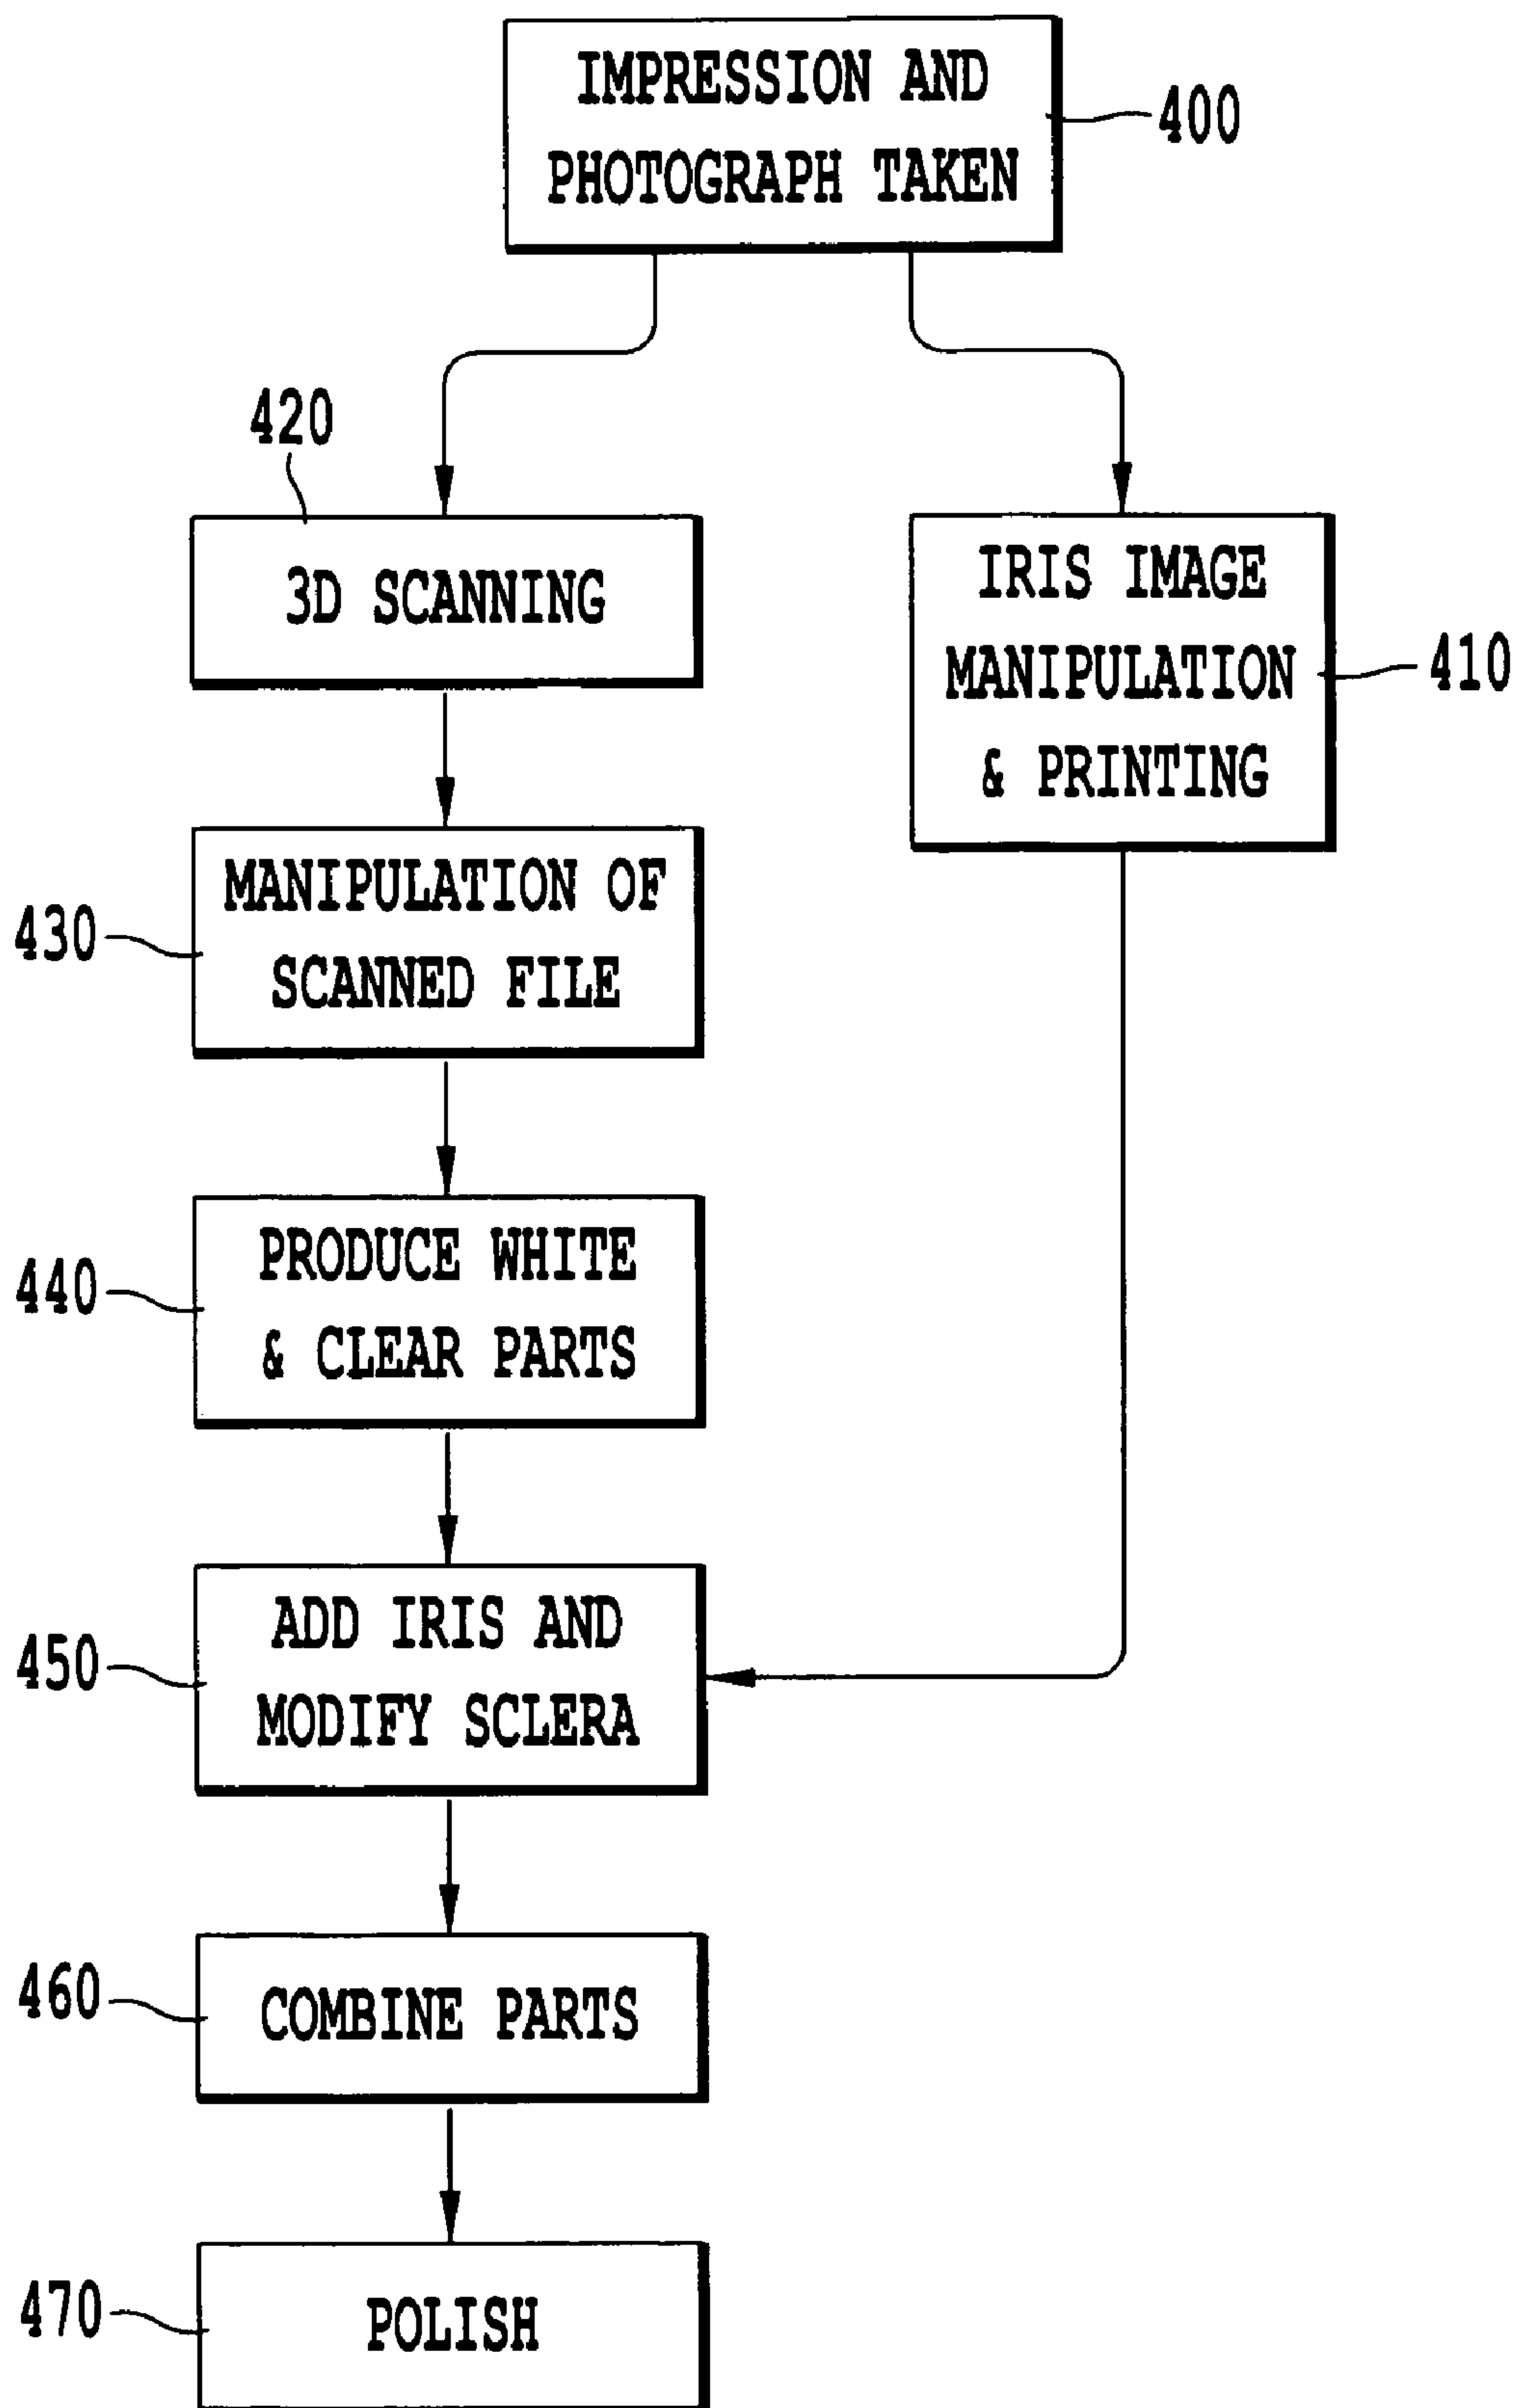 IMPRESSION AND
PHOTOGRAPH TAKEN
400
420
3D SCANNING
IRIS IMAGE
MANIPULATION
& PRINTING
410
430
MANIPULATION OF
SCANNED FILE
440
PRODUCE WHITE
& CLEAR PARTS
450
ADD IRIS AND
MODIFY SCLERA
460
COMBINE PARTS
470
POLISH